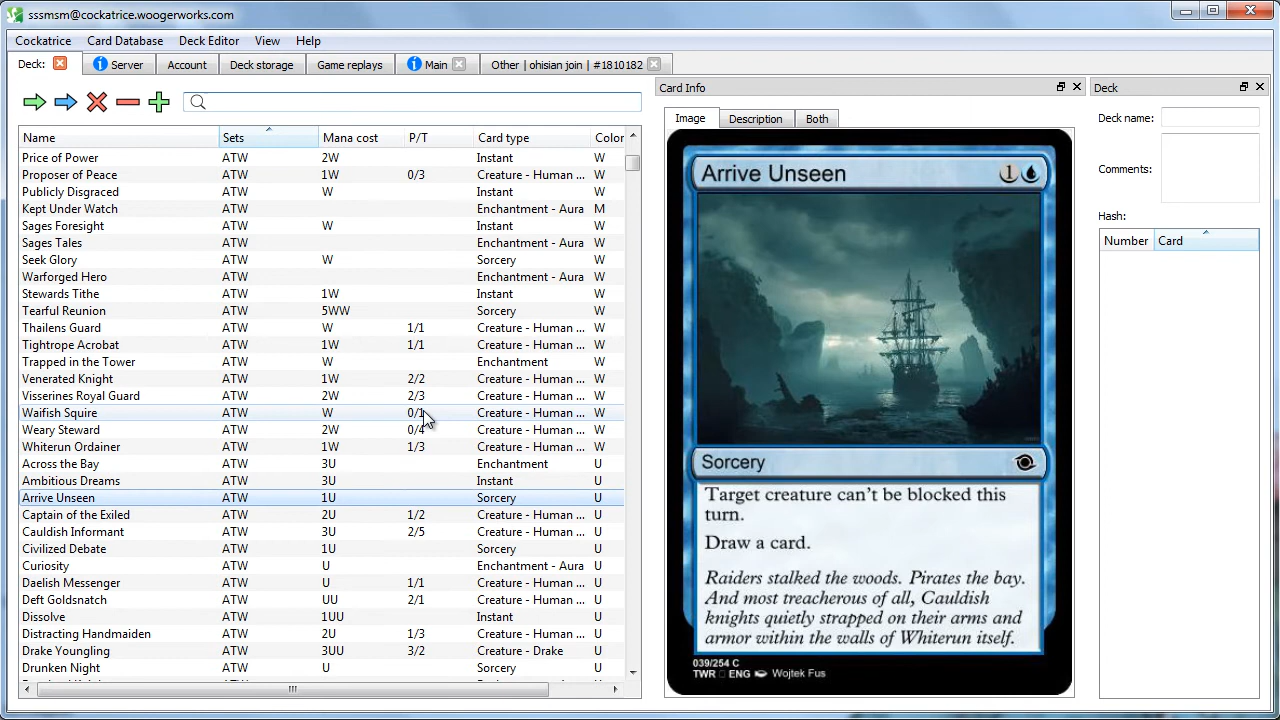 sssmsm@cockatrice.woogerworks.com
Cockatrice Card Database Deck Editor View Help
Deck: Server Account Deck storage Game replays Main Other | ohisian join | #1810182
Card Info
Deck
Image Description Both
Deck name:
Comments:
Hash:
Number Card
Name Sets Mana cost P/T Card type Color
Price of Power ATW 2W Instant W
Proposer of Peace ATW 1W 0/3 Creature - Human ... W
Publicly Disgraced ATW W Instant W
Kept Under Watch ATW Enchantment - Aura M
Sages Foresight ATW W Instant W
Sages Tales ATW Enchantment - Aura W
Seek Glory ATW W Sorcery W
Warforged Hero ATW Enchantment - Aura W
Stewards Tithe ATW 1W Instant W
Tearful Reunion ATW 5WW Sorcery W
Thailens Guard ATW W 1/1 Creature - Human ... W
Tightrope Acrobat ATW 1W 1/1 Creature - Human ... W
Trapped in the Tower ATW W Enchantment W
Venerated Knight ATW 1W 2/2 Creature - Human ... W
Visserines Royal Guard ATW 2W 2/3 Creature - Human ... W
Waifish Squire ATW W Creature - Human ... W
Weary Steward ATW 2W Creature - Human ... W
Whiterun Ordainer ATW 1W 1/3 Creature - Human ... W
Across the Bay ATW 3U Enchantment U
Ambitious Dreams ATW 3U Instant U
Arrive Unseen ATW 1U Sorcery U
Captain of the Exiled ATW 2U 1/2 Creature - Human ... U
Cauldish Informant ATW 3U 2/5 Creature - Human ... U
Civilized Debate ATW 1U Sorcery U
Curiosity ATW U Enchantment - Aura U
Daelish Messenger ATW U 1/1 Creature - Human ... U
Deft Goldsnatch ATW UU 2/1 Creature - Human ... U
Dissolve ATW 1UU Instant U
Distracting Handmaiden ATW 2U 1/3 Creature - Human ... U
Drake Youngling ATW 3UU 3/2 Creature - Drake U
Drunken Night ATW U Sorcery U
Arrive Unseen 1
Sorcery
Target creature can't be blocked this
turn.
Draw a card.
Raiders stalked the woods. Pirates the bay.
And most treacherous of all, Cauldish
knights quietly strapped on their arms and
armor within the walls of Whiterun itself.
039/254 C
TWR ENG Wojtek Fus